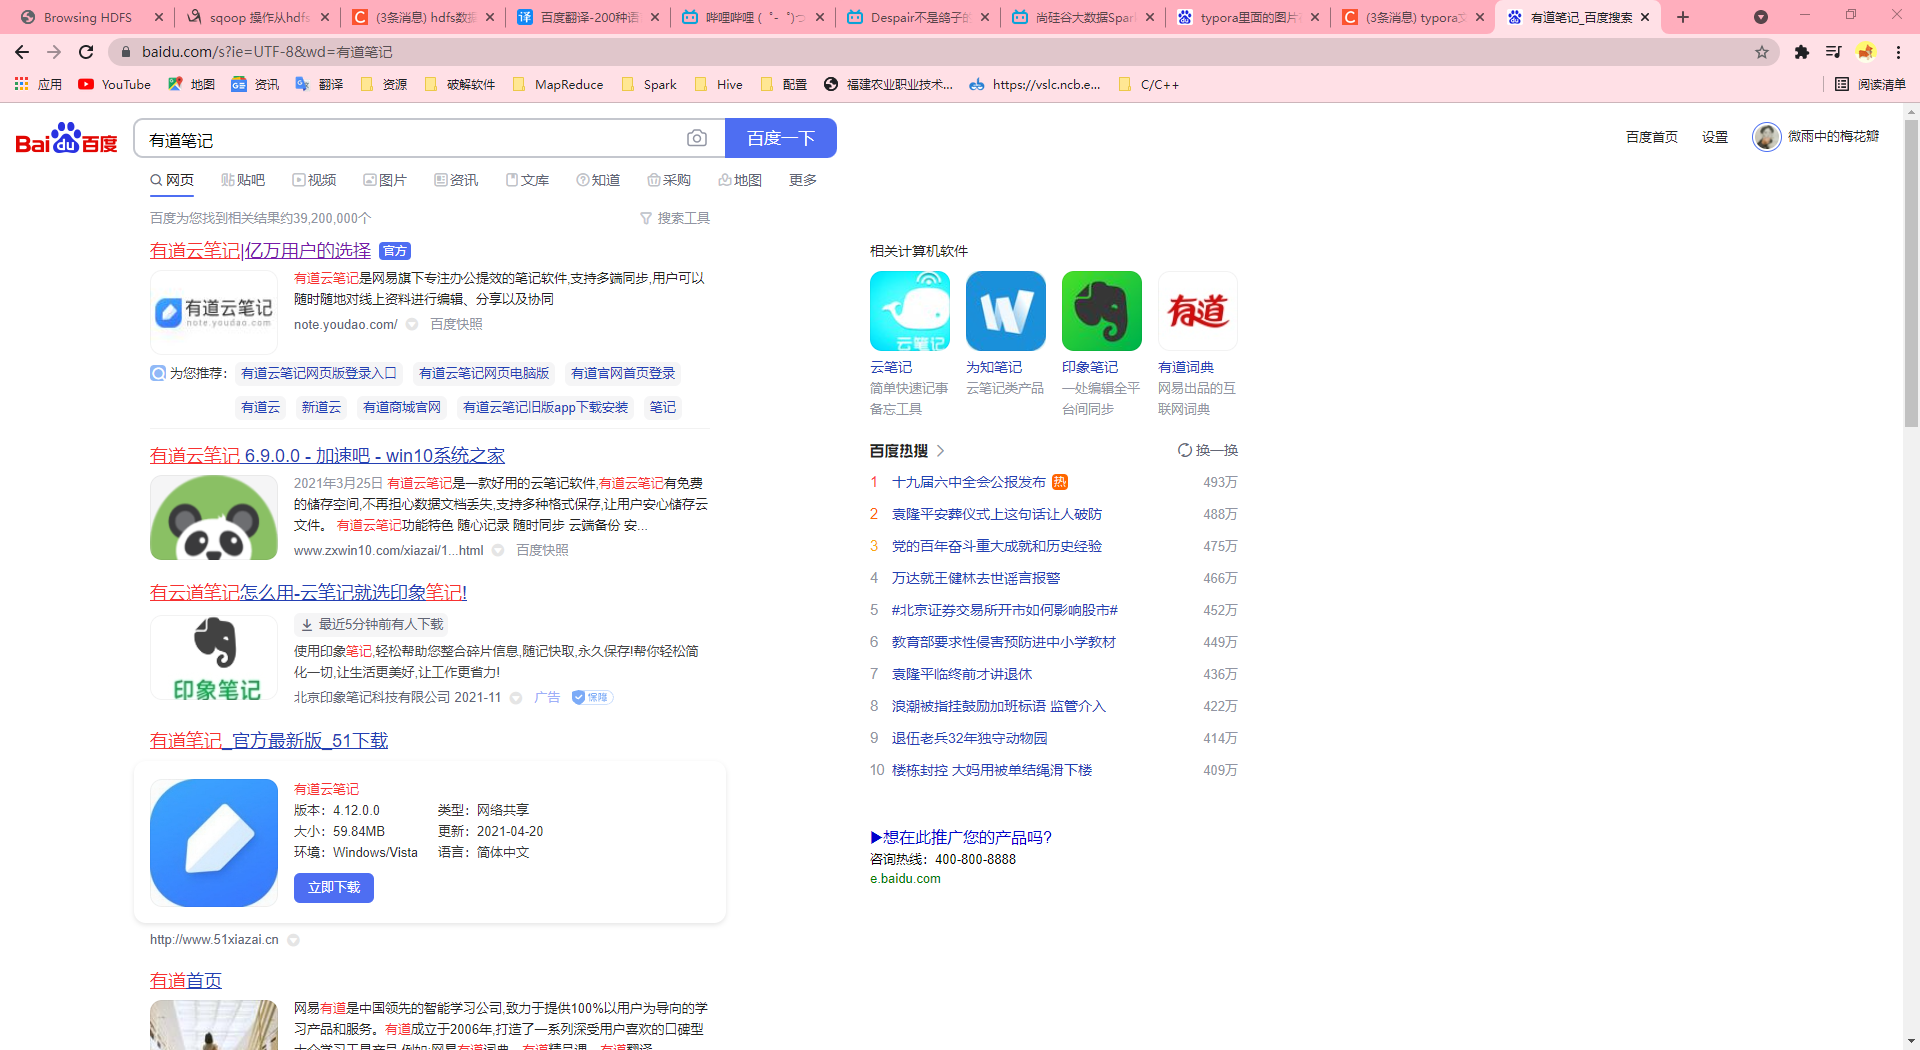 Browsing HDFS
sqoop 操作从hdfs
(3条消息) hdfs数据
百度翻译-200种语
哔哩哔哩 ( ゜- ゜)つ
Despair不是鸽子的
尚硅谷大数据Spar
typora里面的图片
(3条消息) typora文
有道笔记_百度搜索
baidu.com/s?ie=UTF-8&wd=有道笔记
应用
YouTube
地图
资讯
翻译
资源
破解软件
MapReduce
Spark
Hive
配置
福建农业职业技术...
https://vslc.ncb.e...
C/C++
阅读清单
Bai du 百度
有道笔记
百度一下
百度首页
设置
微雨中的梅花瓣
网页
贴吧
视频
图片
资讯
文库
知道
采购
地图
更多
百度为您找到相关结果约39,200,000个
搜索工具
有道云笔记|亿万用户的选择 官方
有道云笔记
note.youdao.com
有道云笔记是网易旗下专注办公提效的笔记软件,支持多端同步,用户可以
随时随地对线上资料进行编辑、分享以及协同
note.youdao.com/ 百度快照
为您推荐: 有道云笔记网页版登录入口 有道云笔记网页电脑版 有道官网首页登录
有道云 新道云 有道商城官网 有道云笔记旧版app下载安装 笔记
有道云笔记 6.9.0.0 - 加速吧 - win10系统之家
2021年3月25日 有道云笔记是一款好用的云笔记软件,有道云笔记有免费
的储存空间,不再担心数据文档丢失,支持多种格式保存,让用户安心储存云
文件。 有道云笔记功能特色 随心记录 随时同步 云端备份 安...
www.zxwin10.com/xiazai/1...html 百度快照
有云道笔记怎么用-云笔记就选印象笔记!
印象笔记
最近5分钟前有人下载
使用印象笔记,轻松帮助您整合碎片信息,随记快取,永久保存!帮你轻松简
化一切,让生活更美好,让工作更省力!
北京印象笔记科技有限公司 2021-11 广告 保障
有道笔记_官方最新版_51下载
有道云笔记
版本: 4.12.0.0 类型: 网络共享
大小: 59.84MB 更新: 2021-04-20
环境: Windows/Vista 语言: 简体中文
立即下载
http://www.51xiazai.cn
有道首页
网易有道是中国领先的智能学习公司,致力于提供100%以用户为导向的学
习产品和服务。有道成立于2006年,打造了一系列深受用户喜欢的口碑型
大众学习工具产品,例如:网易有道词典、有道精品课、有道翻译
相关计算机软件
云笔记
有道
云笔记
为知笔记
印象笔记
有道词典
简单快速记事
备忘工具
云笔记类产品
一处编辑全平
台间同步
网易出品的互
联网词典
百度热搜
换一换
1 十九届六中全会公报发布 热 493万
2 袁隆平安葬仪式上这句话让人破防 488万
3 党的百年奋斗重大成就和历史经验 475万
4 万达就王健林去世谣言报警 466万
5 #北京证券交易所开市如何影响股市# 452万
6 教育部要求性侵害预防进中小学教材 449万
7 袁隆平临终前才讲退休 436万
8 浪潮被指挂鼓励加班标语 监管介入 422万
9 退伍老兵32年独守动物园 414万
10 楼栋封控 大妈用被单结绳滑下楼 409万
▶想在此推广您的产品吗?
咨询热线: 400-800-8888
e.baidu.com